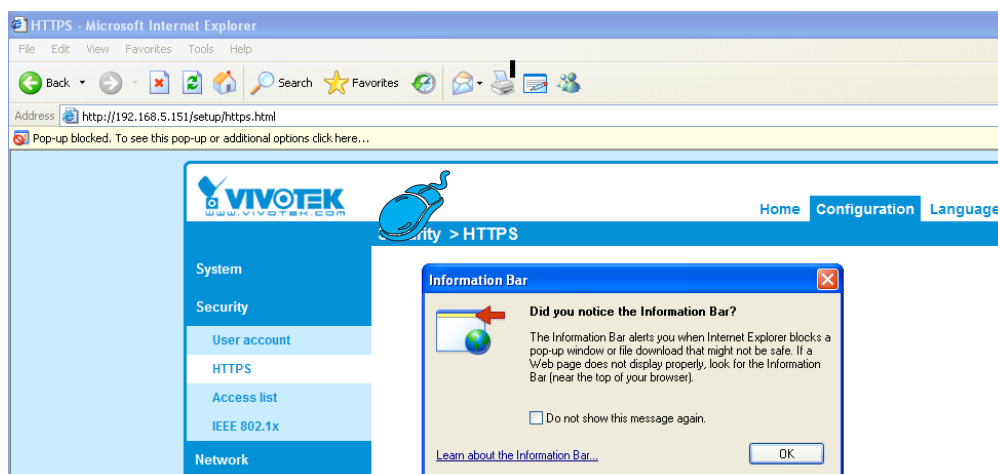 HTTPS - Microsoft Internet Explorer
File Edit View Favorites Tools Help
Back Search Favorites
Address http://192.168.5.151/setup/https.html
Pop-up blocked. To see this pop-up or additional options click here...
VIVOTEK
www.vivotek.com
Home Configuration Language
> HTTPS
System
Security
User account
HTTPS
Access list
IEEE 802.1x
Network
Information Bar
Did you notice the Information Bar?
The Information Bar alerts you when Internet Explorer blocks a
pop-up window or file download that might not be safe. If a
Web page does not display properly, look for the Information
Bar (near the top of your browser).
Do not show this message again.
Learn about the Information Bar...
OK